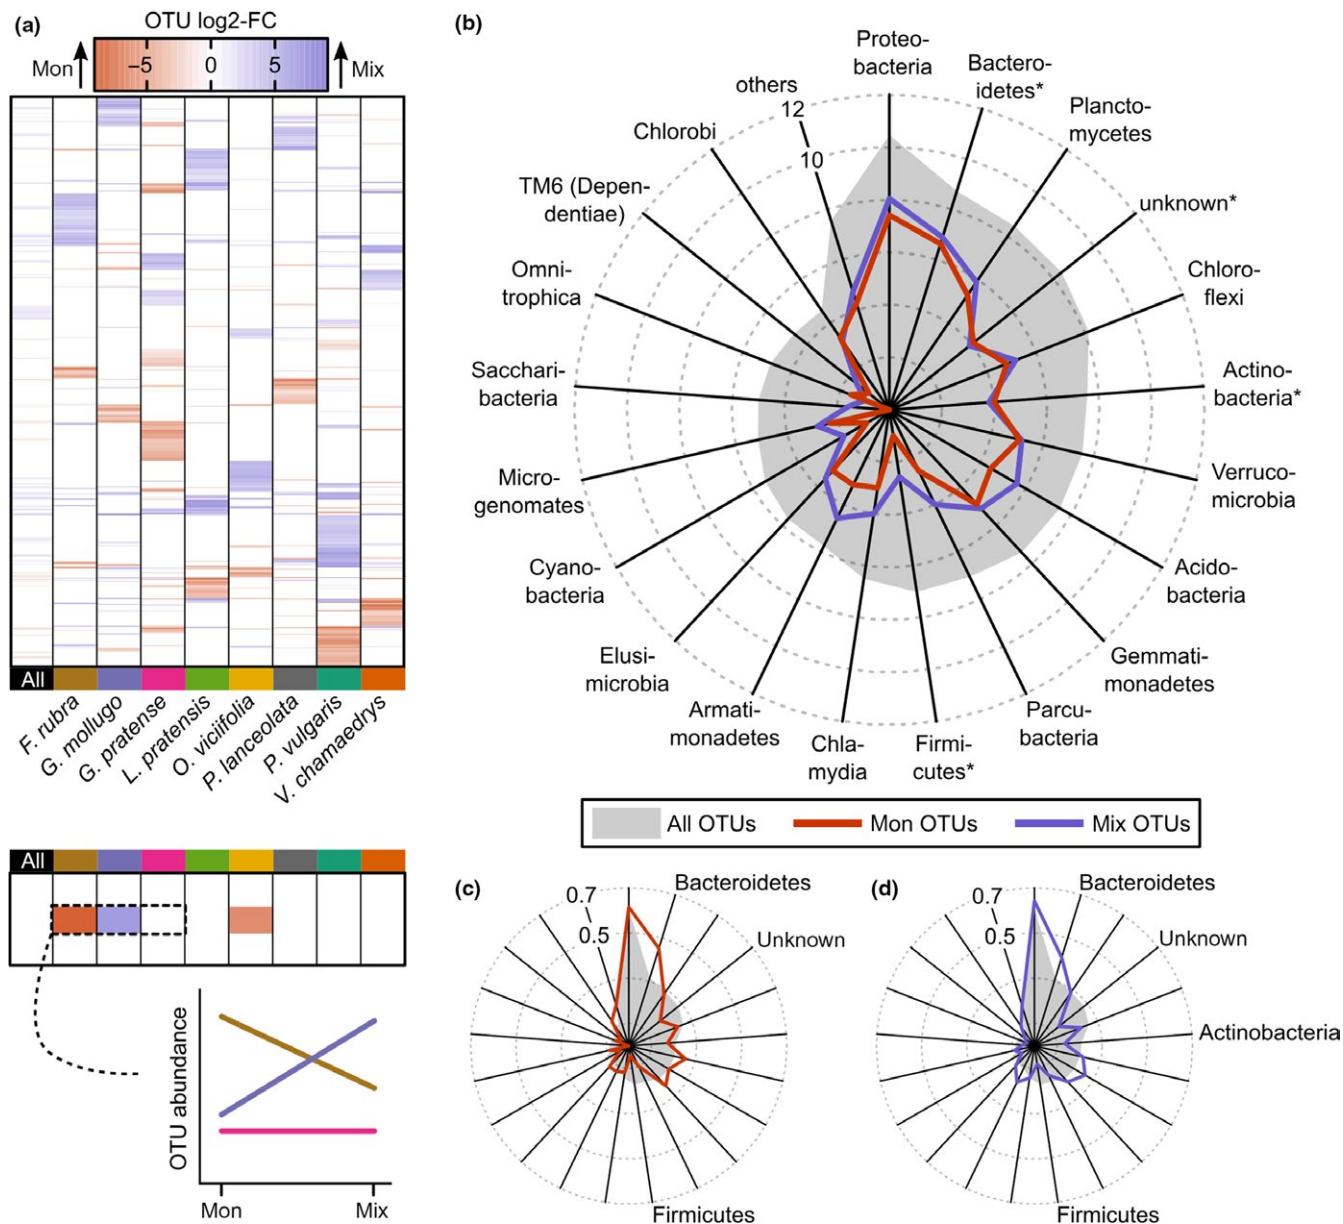 (a)
OTU log2-FC
Mon
−5
0
5
Mix
All
F. rubra
G. mollugo
G. pratense
L. pratensis
O. viciifolia
P. lanceolata
P. vulgaris
V. chamaedrys
All
OTU abundance
Mon
Mix
(b)
Proteo-
bacteria
Bactero-
idetes*
Plancto-
mycetes
unknown*
Chloro-
flexi
Actino-
bacteria*
Verruco-
microbia
Acido-
bacteria
Gemmati-
monadetes
Parcu-
bacteria
Firmi-
cutes*
Chla-
mydia
Armati-
monadetes
Elusi-
microbia
Cyano-
bacteria
Micro-
genomates
Sacchari-
bacteria
Omni-
trophica
TM6 (Depen-
dentiae)
Chlorobi
others
12
10
All OTUs
Mon OTUs
Mix OTUs
(c)
0.7
0.5
Bacteroidetes
Unknown
Firmicutes
(d)
0.7
0.5
Bacteroidetes
Unknown
Actinobacteria
Firmicutes